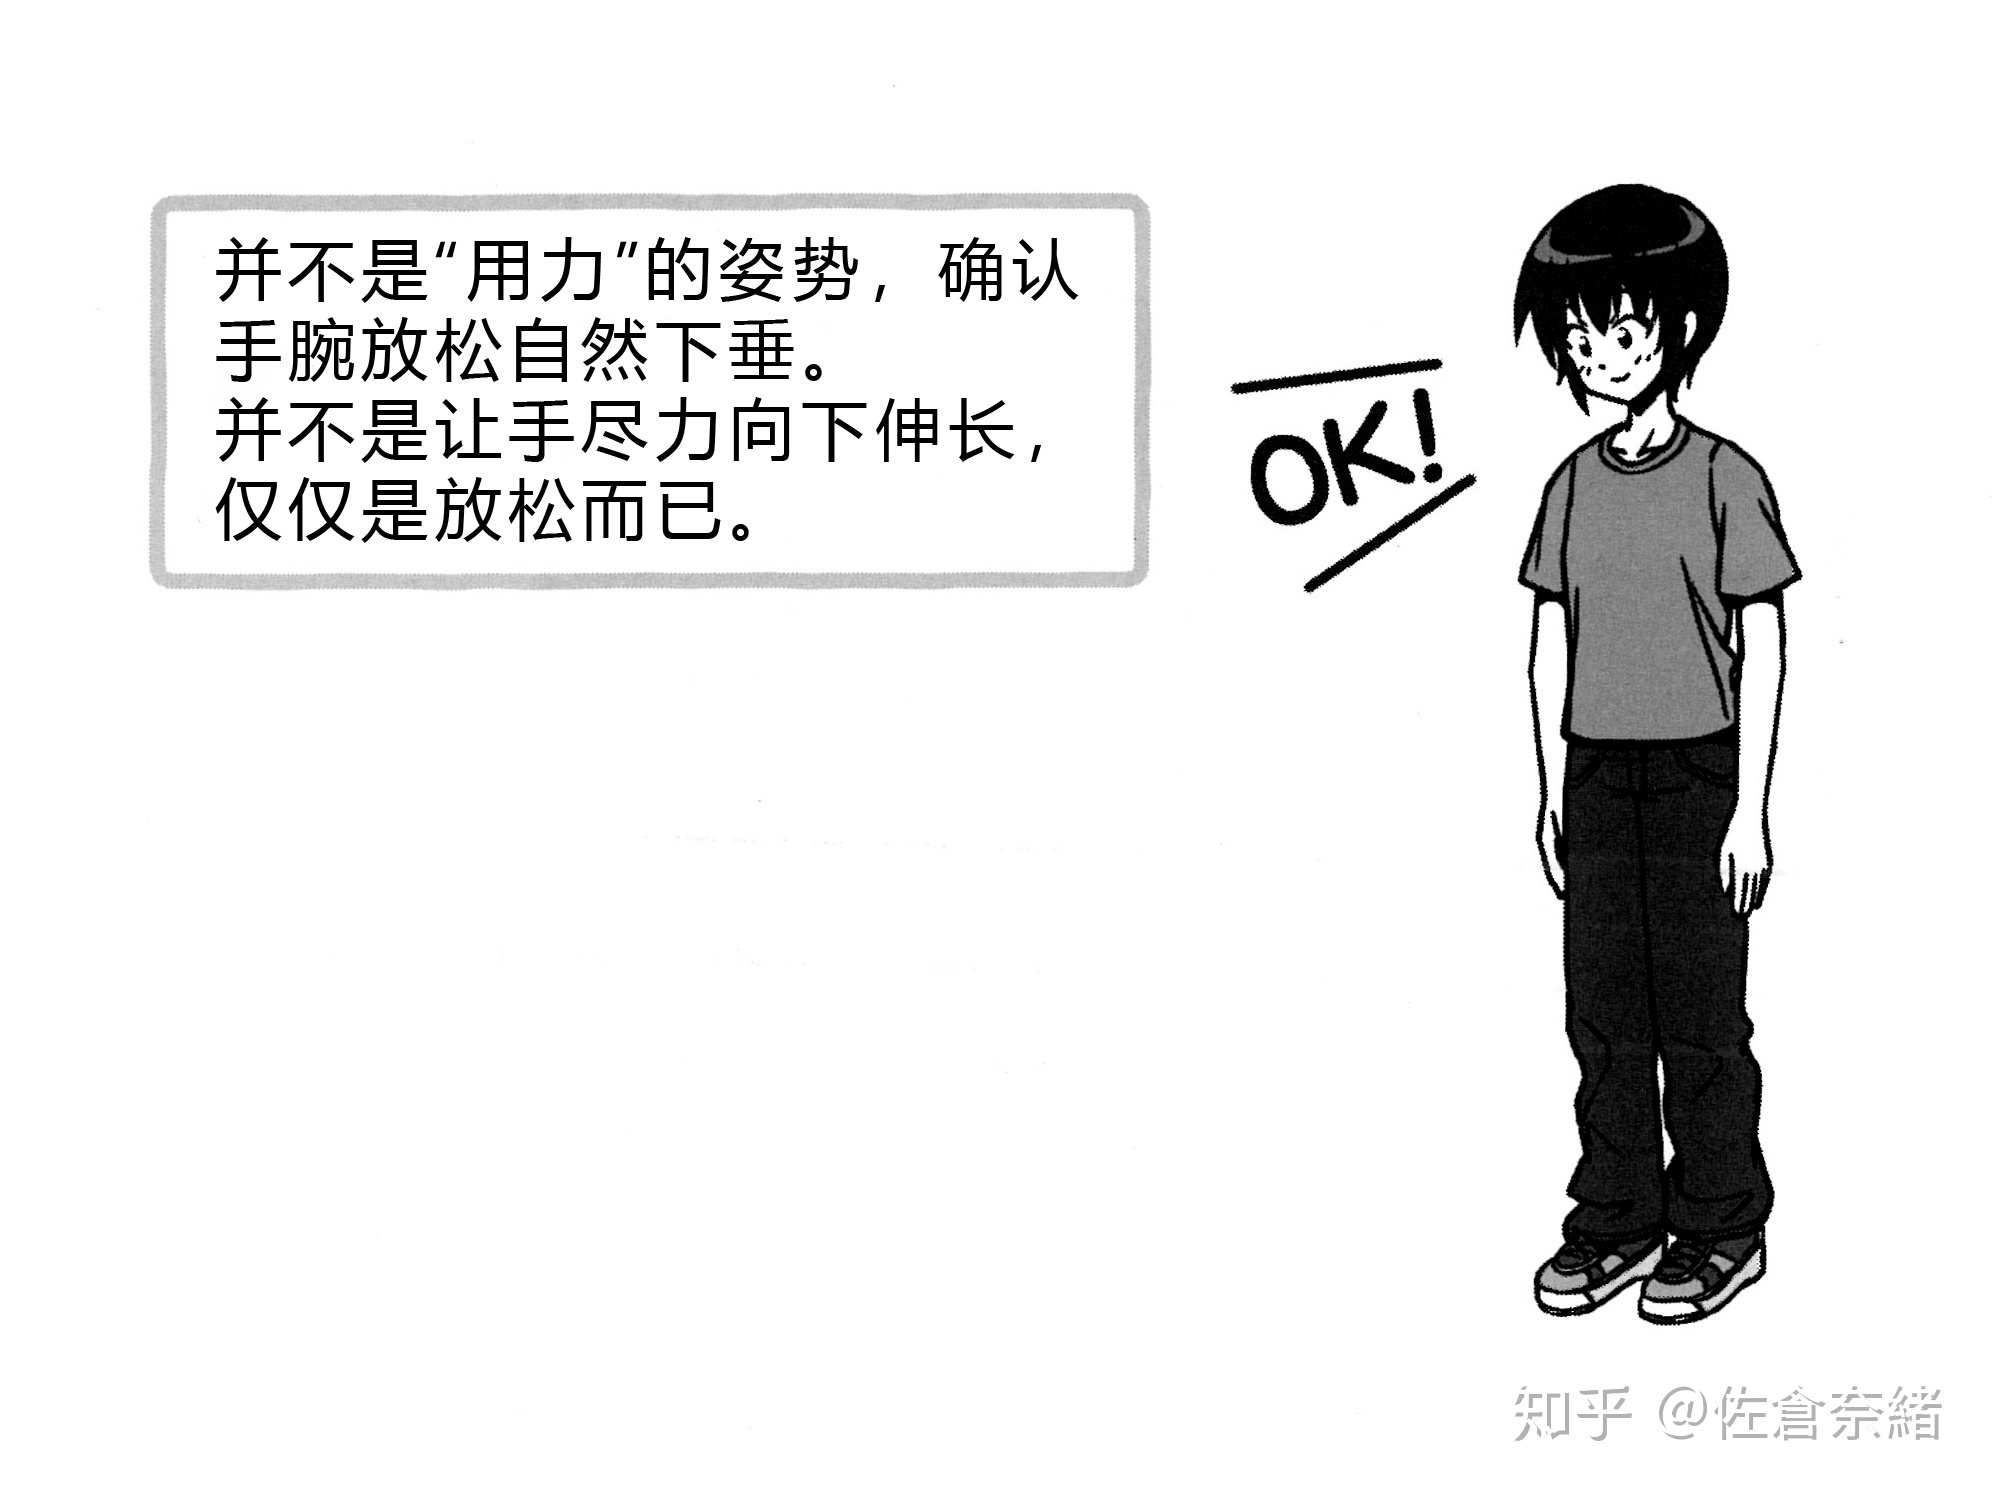 并不是“用力”的姿势，确认
手腕放松自然下垂。
并不是让手尽力向下伸长，
仅仅是放松而已。
OK!
知乎 @佐倉奈緒